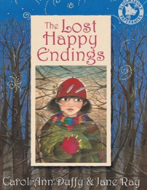 The
Lost
Happy
Endings
Carol Ann Duffy & Jane Ray